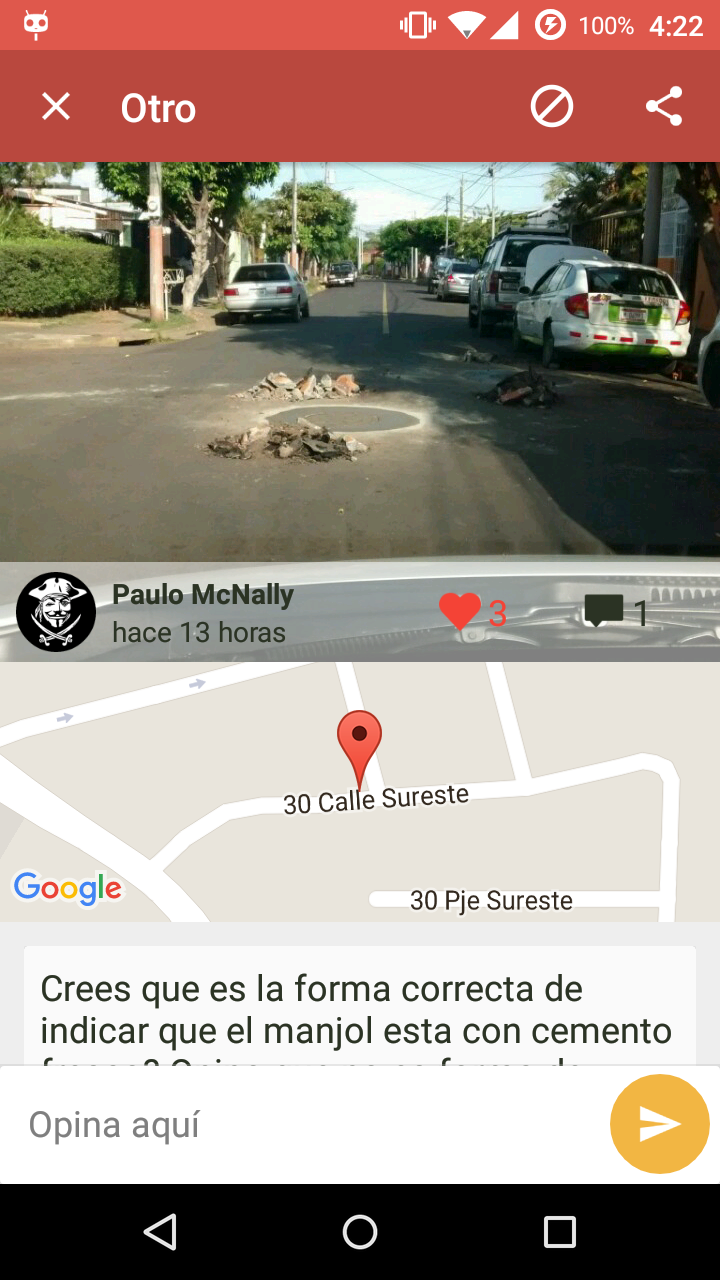 100% 4:22
Otro
Paulo McNally
3
1
hace 13 horas
30 Calle Sureste
Google
30 Pje Sureste
Crees que es la forma correcta de
indicar que el manjol esta con cemento
Opina aquí